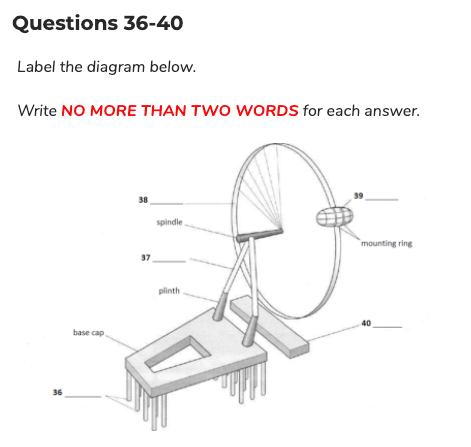 Questions 36-40
Label the diagram below.
Write NO MORE THAN TWO WORDS for each answer.
38 ______
39 ______
spindle
mounting ring
37 ______
plinth
40 ______
base cap
36 ______